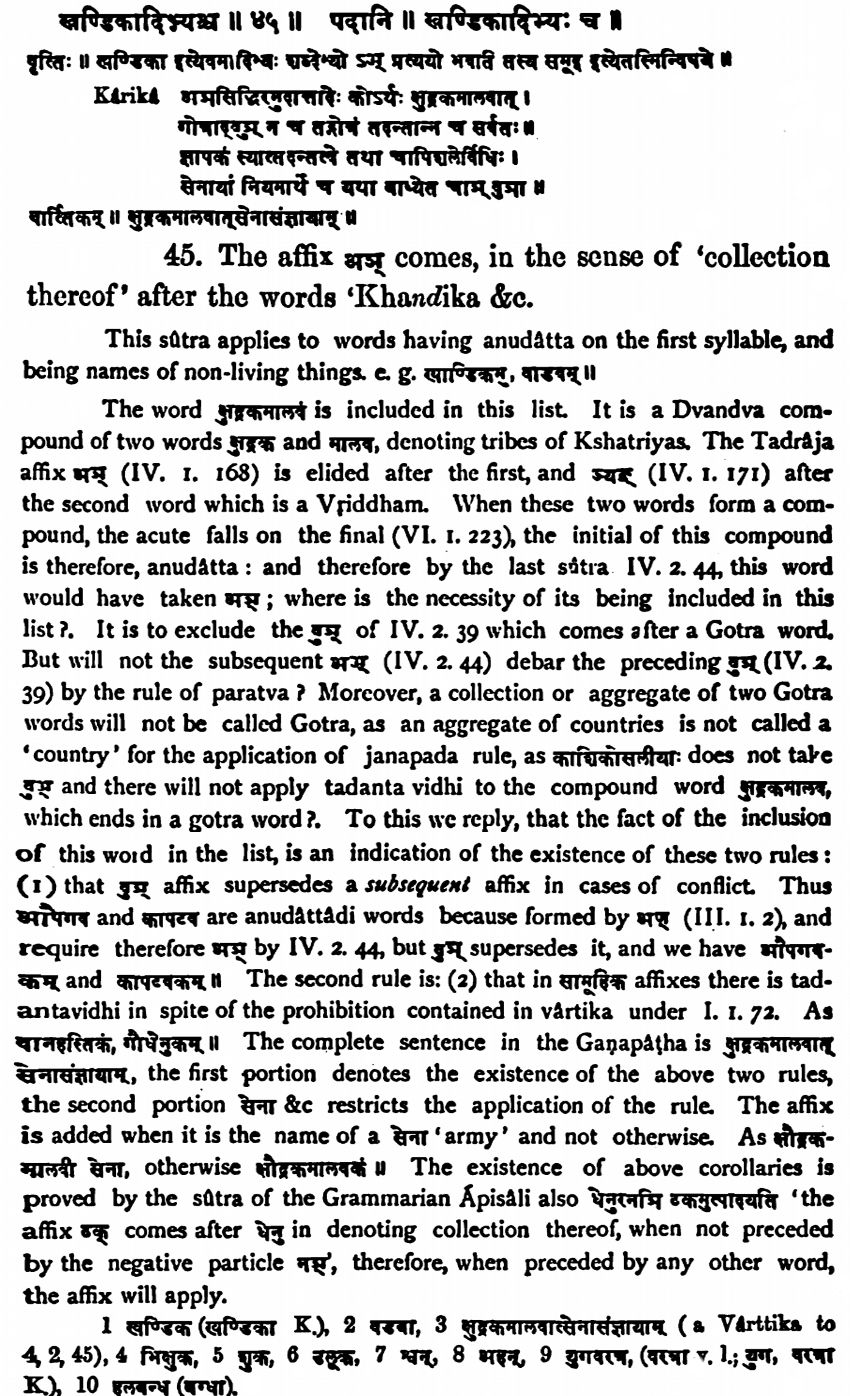 खण्डिकादिभ्यश्च ॥ ४५ ॥ पदानि ॥ खण्डिकादिभ्यः च ॥
वृत्तिः ॥ खण्डिका इत्येवमादिभ्यः शब्देभ्यो ऽञ् प्रत्ययो भवति तस्य समूह इत्येतस्मिन्विषये ॥
Kârikâ अञसिद्धिरनुदात्तादेः कोऽर्थः क्षुद्रकमालवात् ।
गोत्राद्वुञ् न च तद्गोत्रं तदन्तान्न च सर्वतः ॥
ज्ञापकं स्यात्तदन्तत्वे तथा चापिशलेर्विधिः ।
सेनायां नियमार्थे च यथा बाध्येत चाञ् वुञा ॥
वार्त्तिकम् ॥ क्षुद्रकमालवात्सेनासंज्ञायाम् ॥
45. The affix अञ् comes, in the sense of ‘collection
thereof’ after the words ‘Khandika &c.
This sûtra applies to words having anudâtta on the first syllable, and
being names of non-living things. e. g. खाण्डिकम्, वाडवम् ॥
The word क्षुद्रकमालवं is included in this list. It is a Dvandva com-
pound of two words क्षुद्रक and मालव, denoting tribes of Kshatriyas. The Tadrâja
affix अञ् (IV. 1. 168) is elided after the first, and ञ्यङ् (IV. 1. 171) after
the second word which is a Vṛiddham. When these two words form a com-
pound, the acute falls on the final (VI. 1. 223), the initial of this compound
is therefore, anudâtta : and therefore by the last sûtra IV. 2. 44, this word
would have taken अञ् ; where is the necessity of its being included in this
list ?. It is to exclude the वुञ् of IV. 2. 39 which comes after a Gotra word.
But will not the subsequent अञ् (IV. 2. 44) debar the preceding वुञ् (IV. 2.
39) by the rule of paratva ? Moreover, a collection or aggregate of two Gotra
words will not be called Gotra, as an aggregate of countries is not called a
‘country’ for the application of janapada rule, as काशिकोसलीयाः does not take
वुञ् and there will not apply tadanta vidhi to the compound word क्षुद्रकमालव,
which ends in a gotra word ?. To this we reply, that the fact of the inclusion
of this word in the list, is an indication of the existence of these two rules :
(1) that वुञ् affix supersedes a subsequent affix in cases of conflict. Thus
औपगव and कापटव are anudâttâdi words because formed by अण् (III. 1. 2), and
require therefore अञ् by IV. 2. 44, but वुञ् supersedes it, and we have औपगव-
कम् and कापटवकम् ॥ The second rule is: (2) that in सामूहिक affixes there is tad-
antavidhi in spite of the prohibition contained in vârtika under I. 1. 72. As
वानहस्तिकं, गौधेनुकम् ॥ The complete sentence in the Gaṇapâṭha is क्षुद्रकमालवात्
सेनासंज्ञायाम्, the first portion denotes the existence of the above two rules,
the second portion सेना &c restricts the application of the rule. The affix
is added when it is the name of a सेना ‘army’ and not otherwise. As क्षौद्रक-
मालवी सेना, otherwise क्षौद्रकमालवकं ॥ The existence of above corollaries is
proved by the sûtra of the Grammarian Ápisâli also धेनुरनञि ढकमुत्पादयति ‘the
affix ढक् comes after धेनु in denoting collection thereof, when not preceded
by the negative particle नञ्’, therefore, when preceded by any other word,
the affix will apply.
1 खण्डिक (खण्डिका K.), 2 वडवा, 3 क्षुद्रकमालवात्सेनासंज्ञायाम् ( a Vârttika to
4, 2, 45), 4 भिक्षुक, 5 शुक, 6 उलूक, 7 श्वन्, 8 अहन्, 9 युगवरत्र, (वरत्रा v. l.; युग, वरत्रा
K.), 10 हलबन्ध (बन्धा).